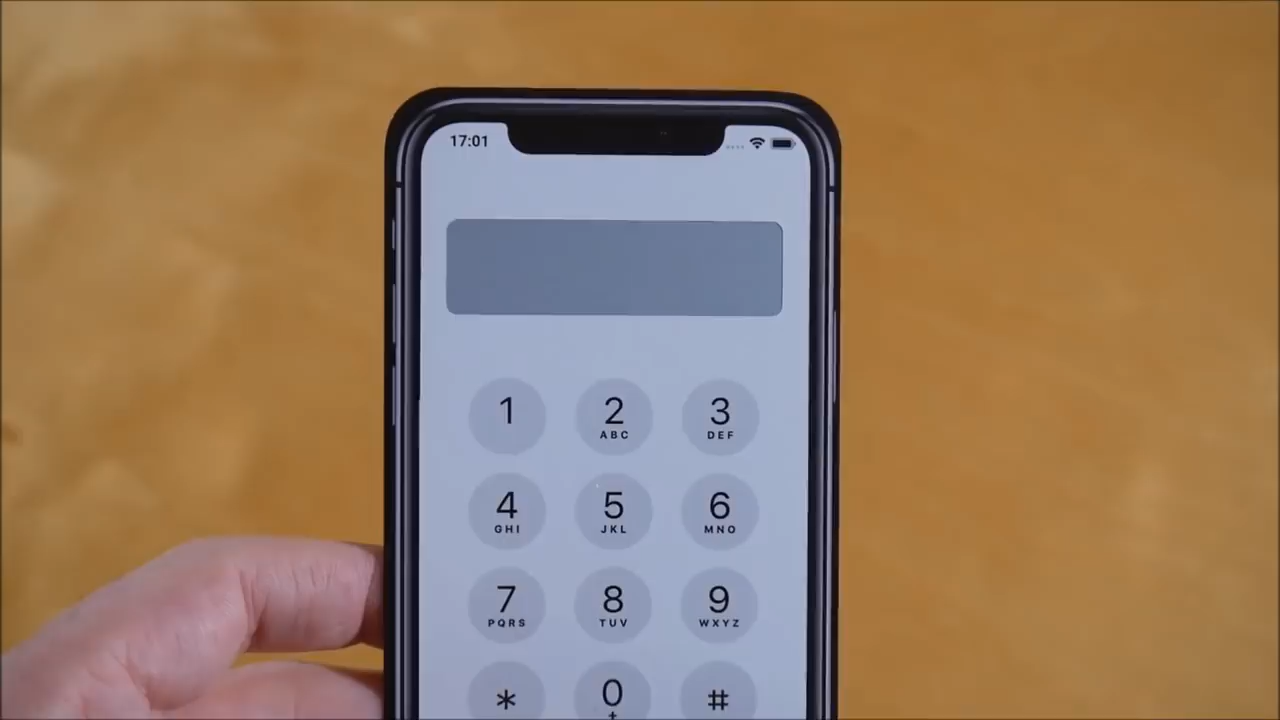 17:01
1 2 3
ABC DEF
4 5 6
GHI JKL MNO
7 8 9
PQRS TUV WXYZ
* 0 #
+